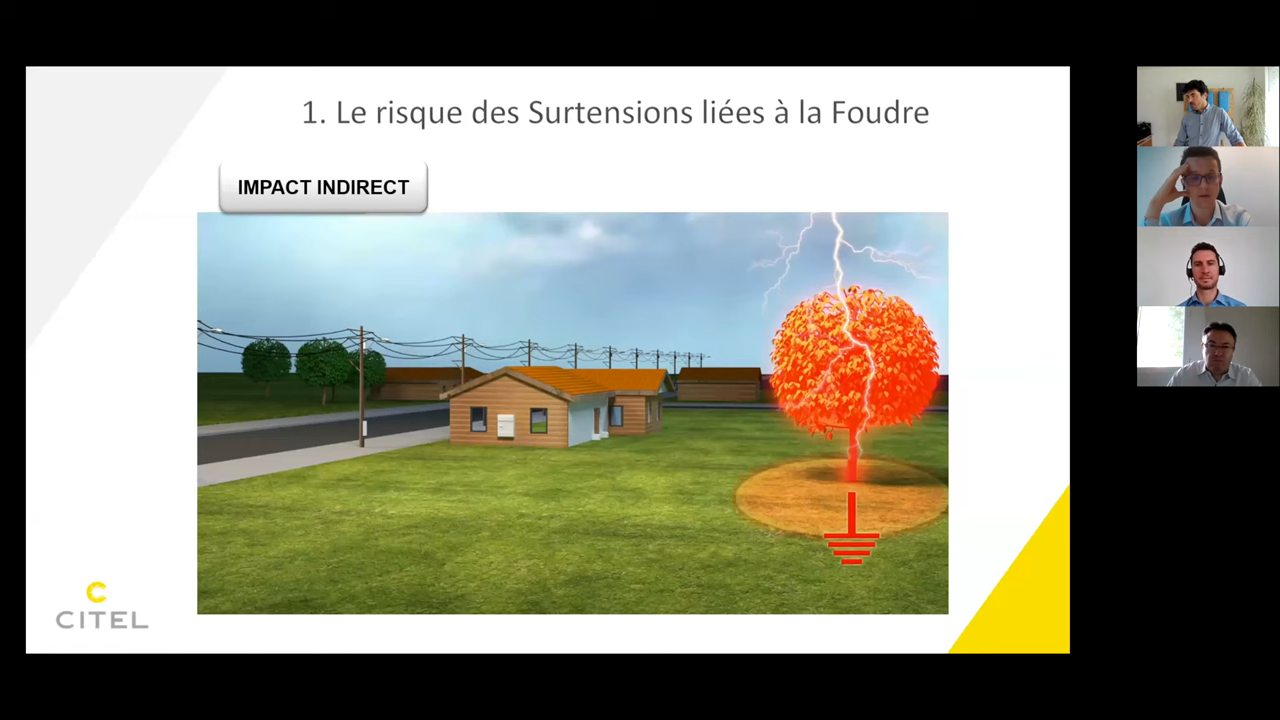 1. Le risque des Surtensions liées à la Foudre
IMPACT INDIRECT
C
CITEL